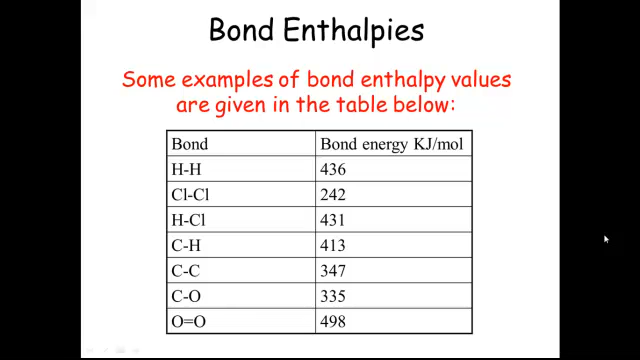 Bond Enthalpies
Some examples of bond enthalpy values
are given in the table below:
Bond Bond energy KJ/mol
H-H 436
Cl-Cl 242
H-Cl 431
C-H 413
C-C 347
C-O 335
O=O 498